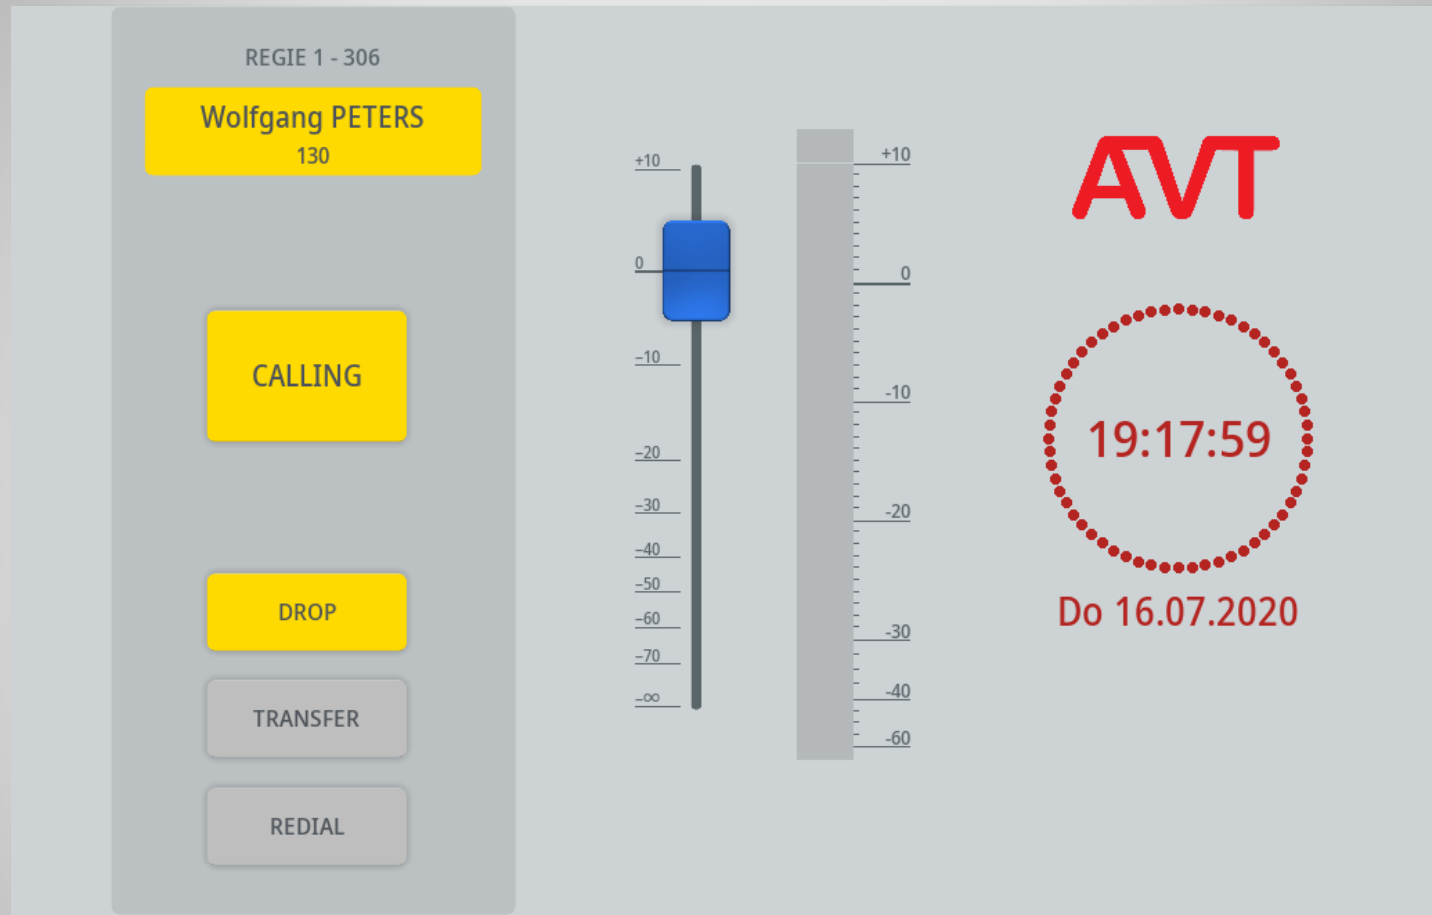 REGIE 1 - 306
Wolfgang PETERS
130
CALLING
DROP
TRANSFER
REDIAL
+10
0
–10
–20
–30
–40
–50
–60
–70
–∞
+10
0
-10
-20
-30
-40
-60
AVT
19:17:59
Do 16.07.2020